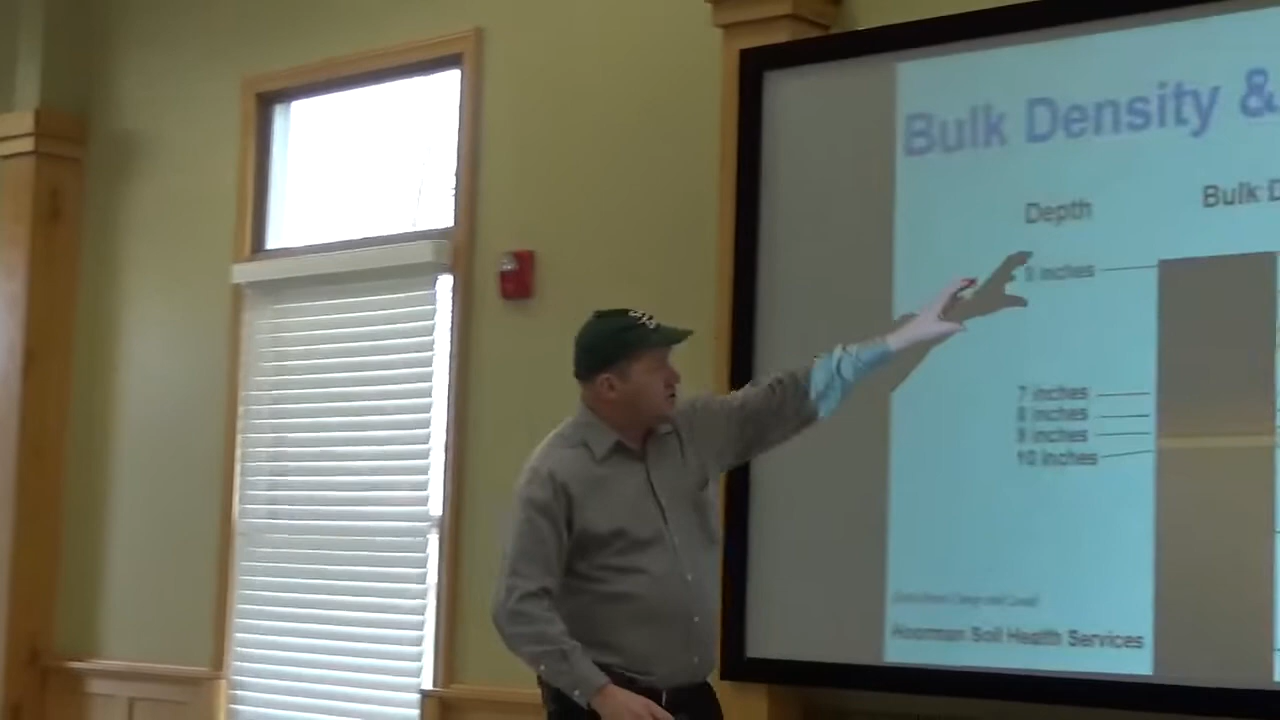 Bulk Density &
Depth
Bulk D
inches
7 inches
8 inches
9 inches
10 inches
Hoorman Soil Health Services